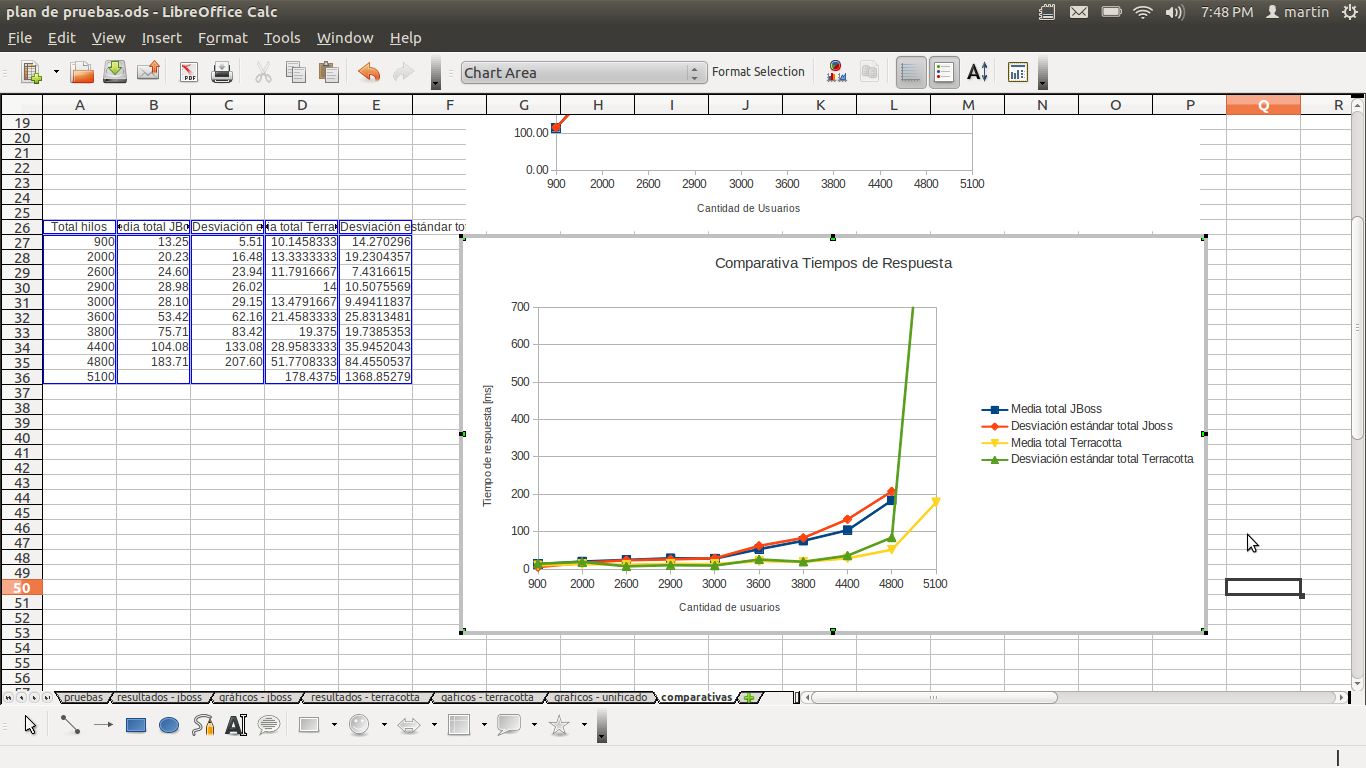 plan de pruebas.ods - LibreOffice Calc 7:48 PM martin
File Edit View Insert Format Tools Window Help
PDF Chart Area Format Selection
A B C D E F G H I J K L M N O P Q R
19
20 100.00
21
22 0.00
23 900 2000 2600 2900 3000 3600 3800 4400 4800 5100
24
25 Cantidad de Usuarios
26 Total hilos edia total JBo Desviación e ia total Terra Desviación estándar to
27 900 13.25 5.51 10.1458333 14.270296
28 2000 20.23 16.48 13.3333333 19.2304357
29 2600 24.60 23.94 11.7916667 7.4316615
30 2900 28.98 26.02 14 10.5075569
31 3000 28.10 29.15 13.4791667 9.49411837
32 3600 53.42 62.16 21.4583333 25.8313481
33 3800 75.71 83.42 19.375 19.7385353
34 4400 104.08 133.08 28.9583333 35.9452043
35 4800 183.71 207.60 51.7708333 84.4550537
36 5100 178.4375 1368.85279
37
38
39
40
41
42
43
44
45
46
47
48
49
50
51
52
53
54
55
56
57
Comparativa Tiempos de Respuesta
Tiempo de respuesta [ms]
700
600
500
400
300
200
100
0
900 2000 2600 2900 3000 3600 3800 4400 4800 5100
Cantidad de usuarios
Media total JBoss
Desviación estándar total Jboss
Media total Terracotta
Desviación estándar total Terracotta
pruebas resultados - jboss gráficos - jboss resultados - terracotta gaficos - terracotta graficos - unificado comparativas